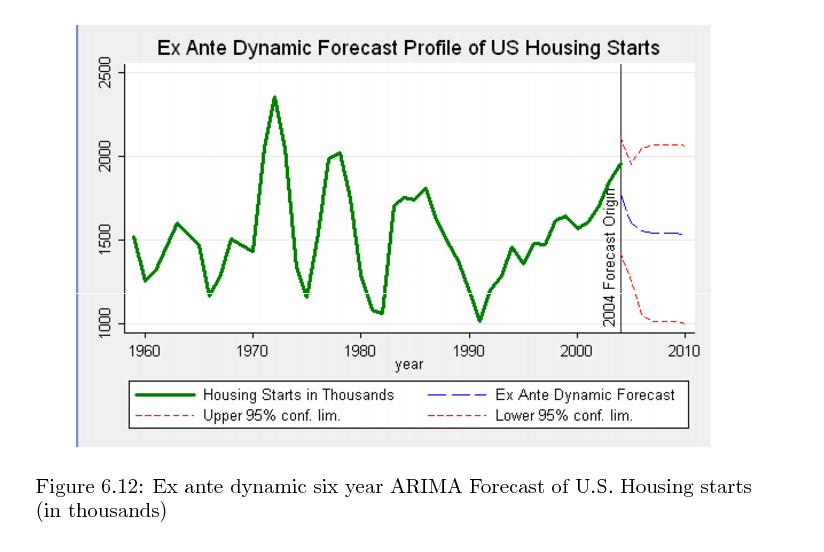 Ex Ante Dynamic Forecast Profile of US Housing Starts
2500
2000
1500
1000
2004 Forecast Origin
1960 1970 1980 1990 2000 2010
year
Housing Starts in Thousands Ex Ante Dynamic Forecast
Upper 95% conf. lim. Lower 95% conf. lim.
Figure 6.12: Ex ante dynamic six year ARIMA Forecast of U.S. Housing starts
(in thousands)